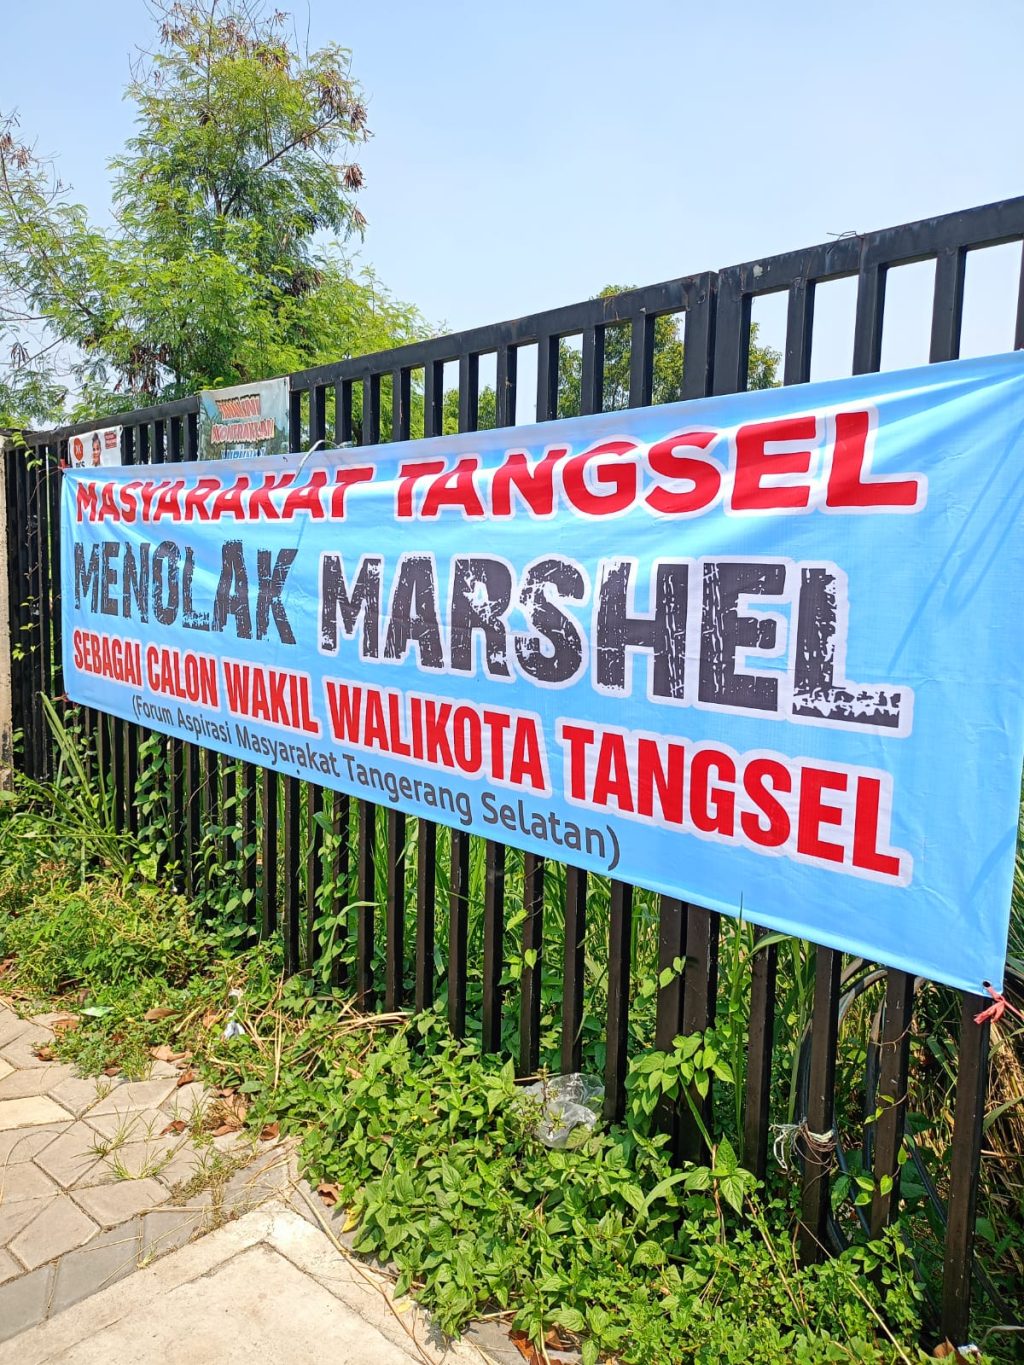 MASYARAKAT TANGSEL
MENOLAK MARSHEL
SEBAGAI CALON WAKIL WALIKOTA TANGSEL
(Forum Aspirasi Masyarakat Tangerang Selatan)